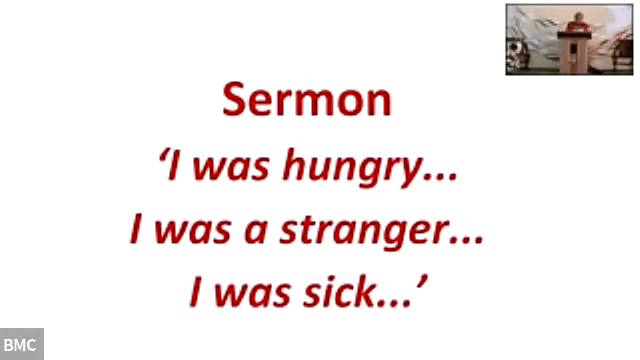 Sermon
‘I was hungry...
I was a stranger...
I was sick...’
BMC